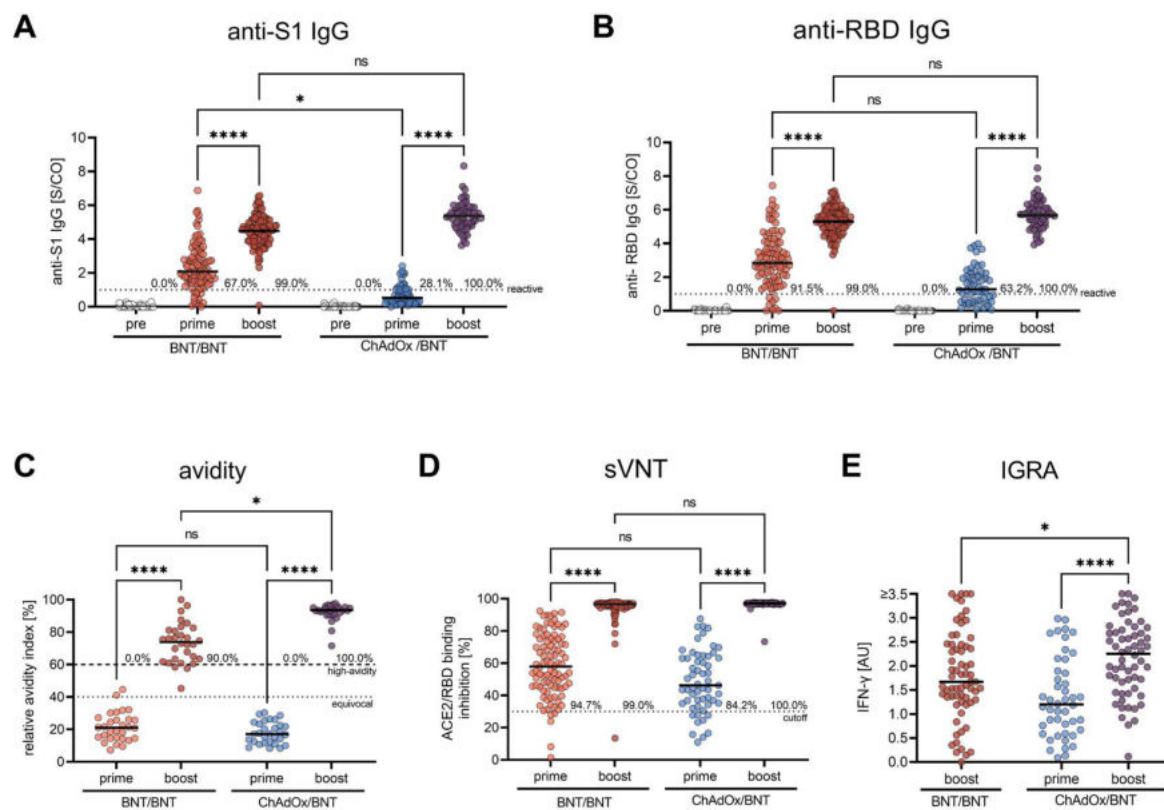 A
anti-S1 IgG
ns
*
****
****
anti-S1 IgG [S/CO]
10
8
6
4
2
0
0.0%
67.0%
99.0%
0.0%
28.1%
100.0%
reactive
pre
prime
boost
pre
prime
boost
BNT/BNT
ChAdOx /BNT
B
anti-RBD IgG
ns
ns
****
****
anti- RBD IgG [S/CO]
10
8
6
4
2
0
0.0%
91.5%
99.0%
0.0%
63.2%
100.0%
reactive
pre
prime
boost
pre
prime
boost
BNT/BNT
ChAdOx /BNT
C
avidity
*
ns
****
****
relative avidity index [%]
100
80
60
40
20
0
0.0%
90.0%
0.0%
100.0%
high-avidity
equivocal
prime
boost
prime
boost
BNT/BNT
ChAdOx/BNT
D
sVNT
ns
ns
****
****
ACE2/RBD binding
inhibition [%]
100
80
60
40
20
0
94.7%
99.0%
84.2%
100.0%
cutoff
prime
boost
prime
boost
BNT/BNT
ChAdOx/BNT
E
IGRA
*
****
IFN-γ [AU]
≥3.5
3.0
2.5
2.0
1.5
1.0
0.5
0.0
boost
prime
boost
BNT/BNT
ChAdOx/BNT